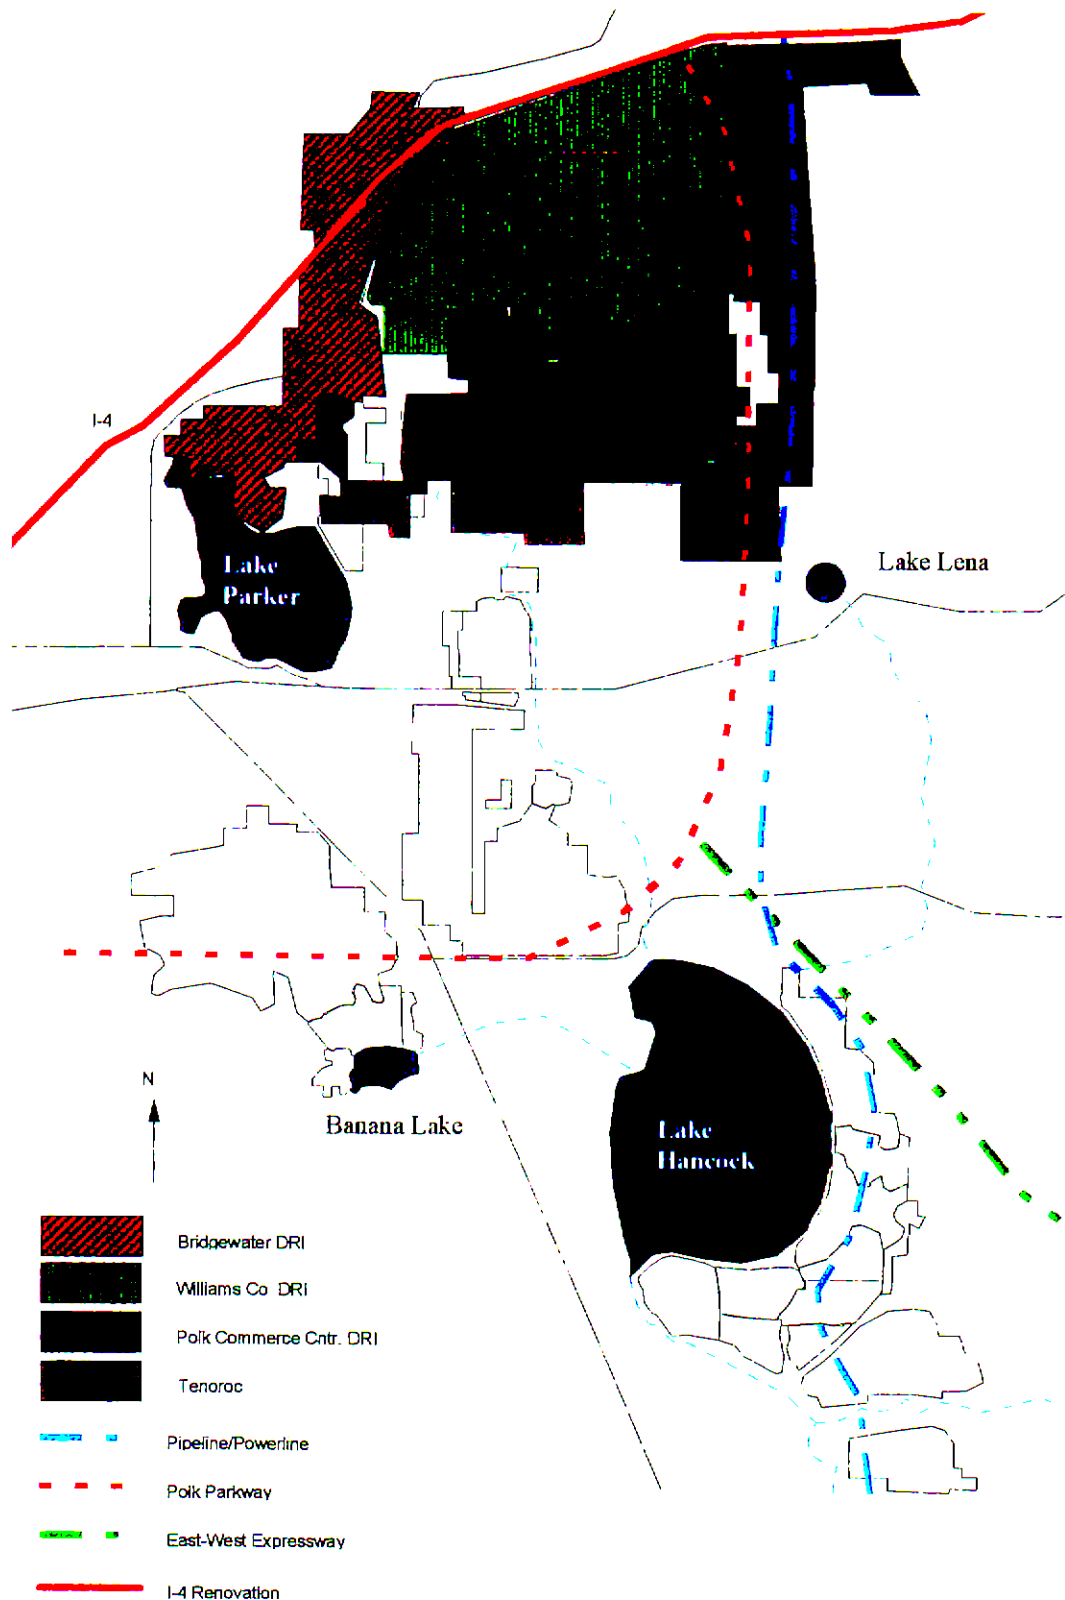 I-4
Lake
Parker
Lake Lena
N
Banana Lake
Lake
Hancock
Bridgewater DRI
Williams Co DRI
Polk Commerce Cntr. DRI
Tenoroc
Pipeline/Powerline
Polk Parkway
East-West Expressway
I-4 Renovation